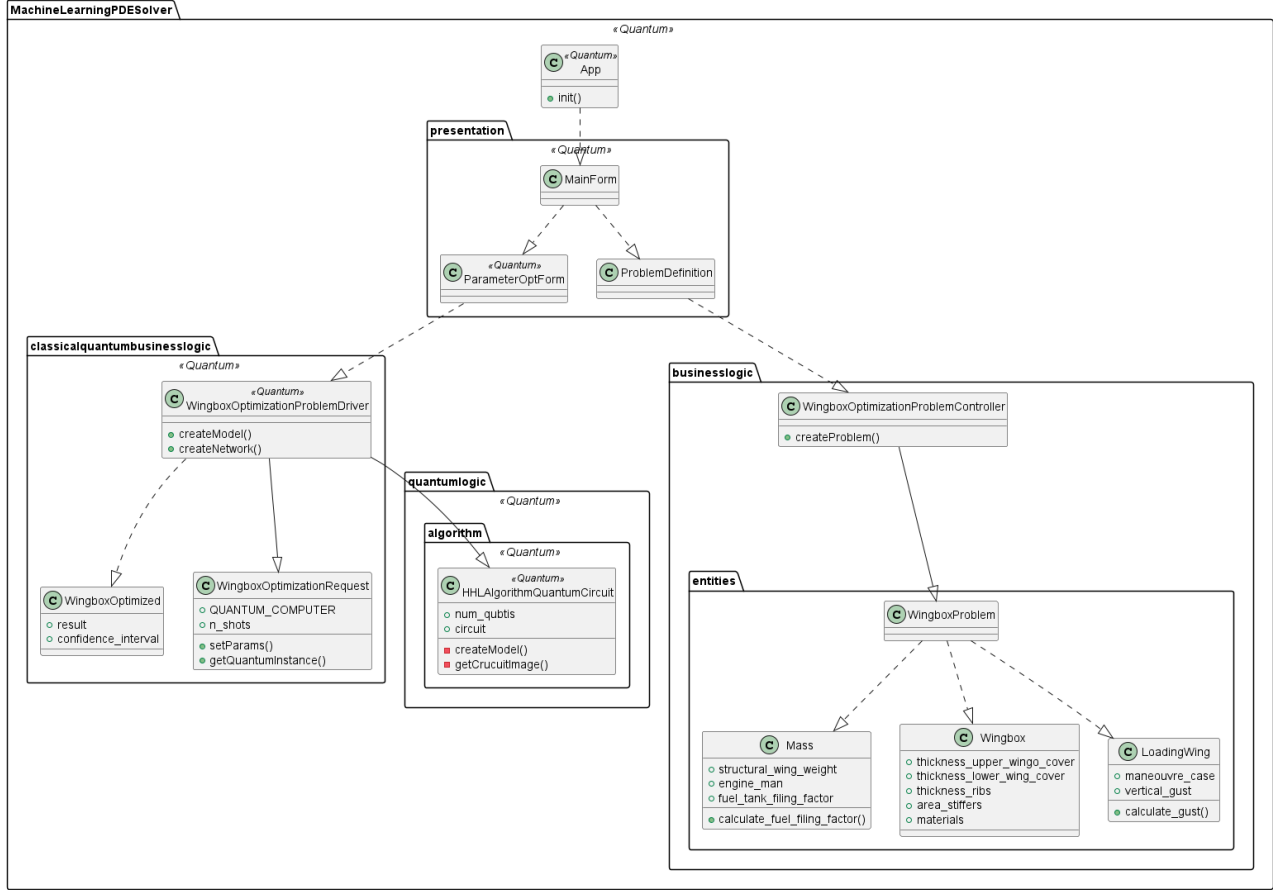 MachineLearningPDESolver
«Quantum»
C
«Quantum»
App
init()
presentation
«Quantum»
C
MainForm
C
«Quantum»
ParameterOptForm
C
ProblemDefinition
classicalquantumbusinesslogic
«Quantum»
C
«Quantum»
WingboxOptimizationProblemDriver
createModel()
createNetwork()
businesslogic
C
WingboxOptimizationProblemController
createProblem()
quantumlogic
«Quantum»
algorithm
«Quantum»
C
«Quantum»
HHLAlgorithmQuantumCircuit
num_qubtis
circuit
createModel()
getCrucuitImage()
C
WingboxOptimized
result
confidence_interval
C
WingboxOptimizationRequest
QUANTUM_COMPUTER
n_shots
setParams()
getQuantumInstance()
entities
C
WingboxProblem
C
Mass
structural_wing_weight
engine_man
fuel_tank_filing_factor
calculate_fuel_filing_factor()
C
Wingbox
thickness_upper_wingo_cover
thickness_lower_wing_cover
thickness_ribs
area_stiffers
materials
C
LoadingWing
maneouvre_case
vertical_gust
calculate_gust()